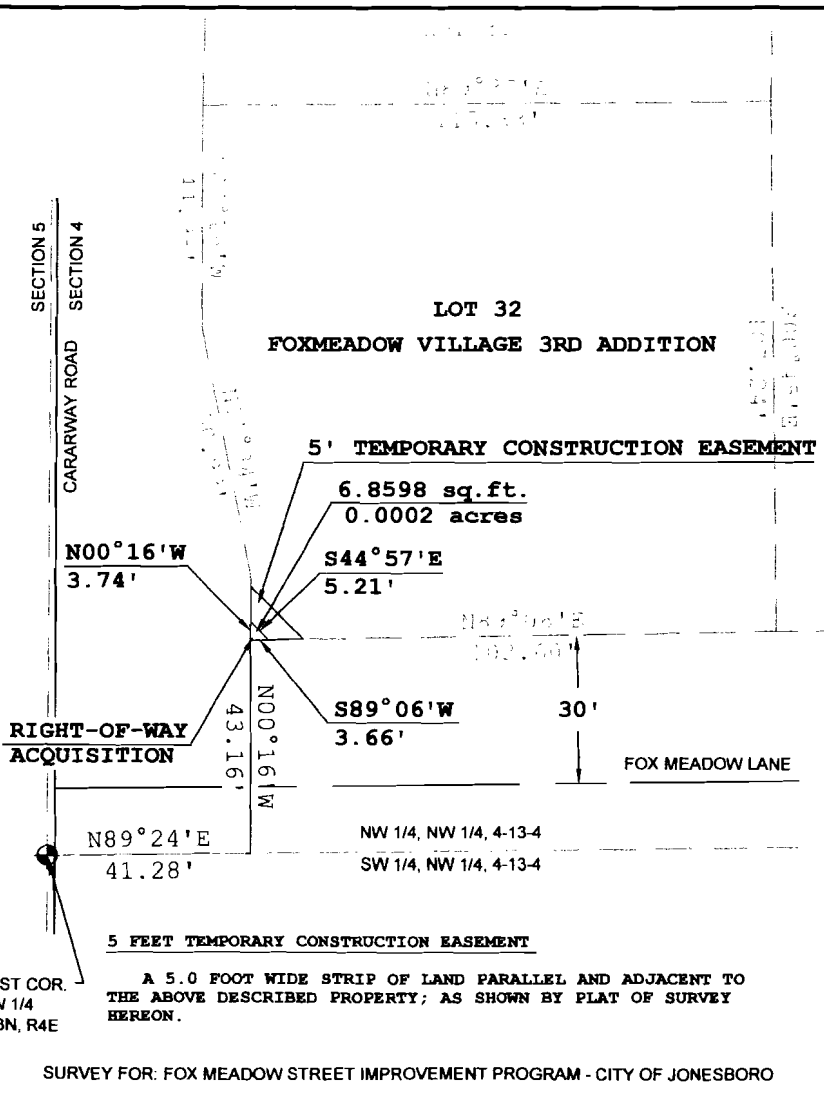 SECTION 5
SECTION 4
CARARWAY ROAD
LOT 32
FOXMEADOW VILLAGE 3RD ADDITION
5' TEMPORARY CONSTRUCTION EASEMENT
6.8598 sq.ft.
0.0002 acres
N00°16'W
3.74'
S44°57'E
5.21'
S89°06'W
3.66'
30'
RIGHT-OF-WAY
ACQUISITION
N00°16'W
43.16'
FOX MEADOW LANE
N89°24'E
41.28'
NW 1/4, NW 1/4, 4-13-4
SW 1/4, NW 1/4, 4-13-4
5 FEET TEMPORARY CONSTRUCTION EASEMENT
A 5.0 FOOT WIDE STRIP OF LAND PARALLEL AND ADJACENT TO
THE ABOVE DESCRIBED PROPERTY; AS SHOWN BY PLAT OF SURVEY
HEREON.
COR.
1/4
R4E
SURVEY FOR: FOX MEADOW STREET IMPROVEMENT PROGRAM - CITY OF JONESBORO